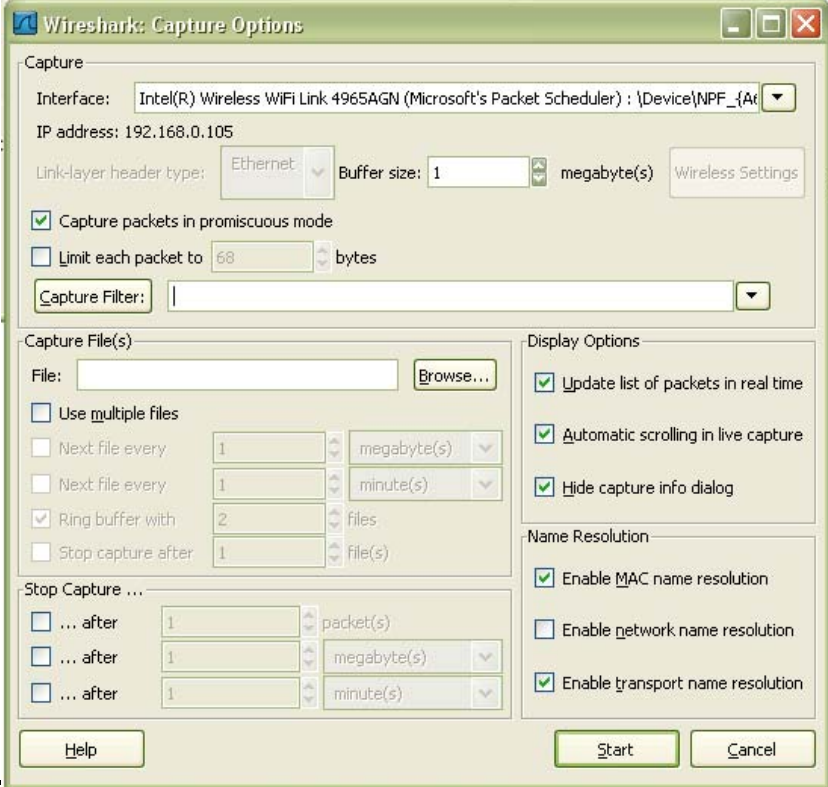 Wireshark: Capture Options
Capture
Interface: Intel(R) Wireless WiFi Link 4965AGN (Microsoft's Packet Scheduler) : \Device\NPF_{A
IP address: 192.168.0.105
Link-layer header type: Ethernet Buffer size: 1 megabyte(s) Wireless Settings
Capture packets in promiscuous mode
Limit each packet to 68 bytes
Capture Filter:
Capture File(s)
File: Browse...
Use multiple files
Next file every 1 megabyte(s)
Next file every 1 minute(s)
Ring buffer with 2 files
Stop capture after 1 file(s)
Stop Capture ...
... after 1 packet(s)
... after 1 megabyte(s)
... after 1 minute(s)
Display Options
Update list of packets in real time
Automatic scrolling in live capture
Hide capture info dialog
Name Resolution
Enable MAC name resolution
Enable network name resolution
Enable transport name resolution
Help Start Cancel